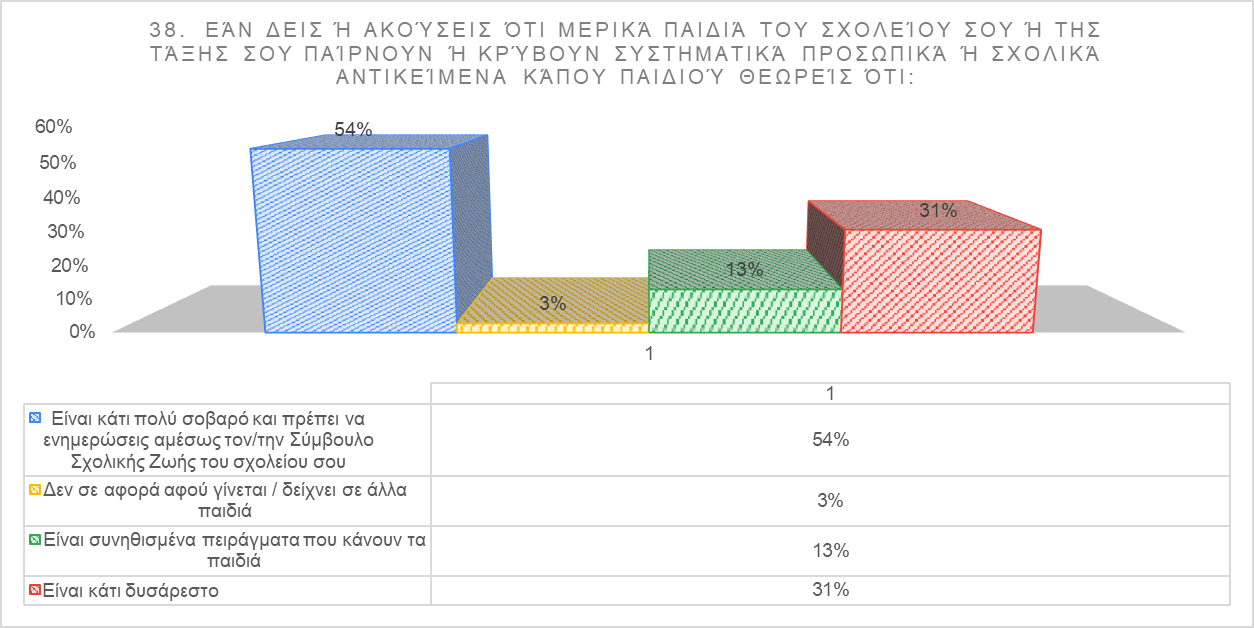 38. ΕΆΝ ΔΕΙΣ Ή ΑΚΟΎΣΕΙΣ ΌΤΙ ΜΕΡΙΚΆ ΠΑΙΔΙΆ ΤΟΥ ΣΧΟΛΕΊΟΥ ΣΟΥ Ή ΤΗΣ
ΤΆΞΗΣ ΣΟΥ ΠΑΊΡΝΟΥΝ Ή ΚΡΎΒΟΥΝ ΣΥΣΤΗΜΑΤΙΚΆ ΠΡΟΣΩΠΙΚΆ Ή ΣΧΟΛΙΚΆ
ΑΝΤΙΚΕΊΜΕΝΑ ΚΆΠΟΥ ΠΑΙΔΙΟΎ ΘΕΩΡΕΊΣ ΌΤΙ:
60%
50%
40%
30%
20%
10%
0%
54%
3%
13%
31%
1
1
Είναι κάτι πολύ σοβαρό και πρέπει να
ενημερώσεις αμέσως τον/την Σύμβουλο
Σχολικής Ζωής του σχολείου σου
54%
Δεν σε αφορά αφού γίνεται / δείχνει σε άλλα
παιδιά
3%
Είναι συνηθισμένα πειράγματα που κάνουν τα
παιδιά
13%
Είναι κάτι δυσάρεστο
31%